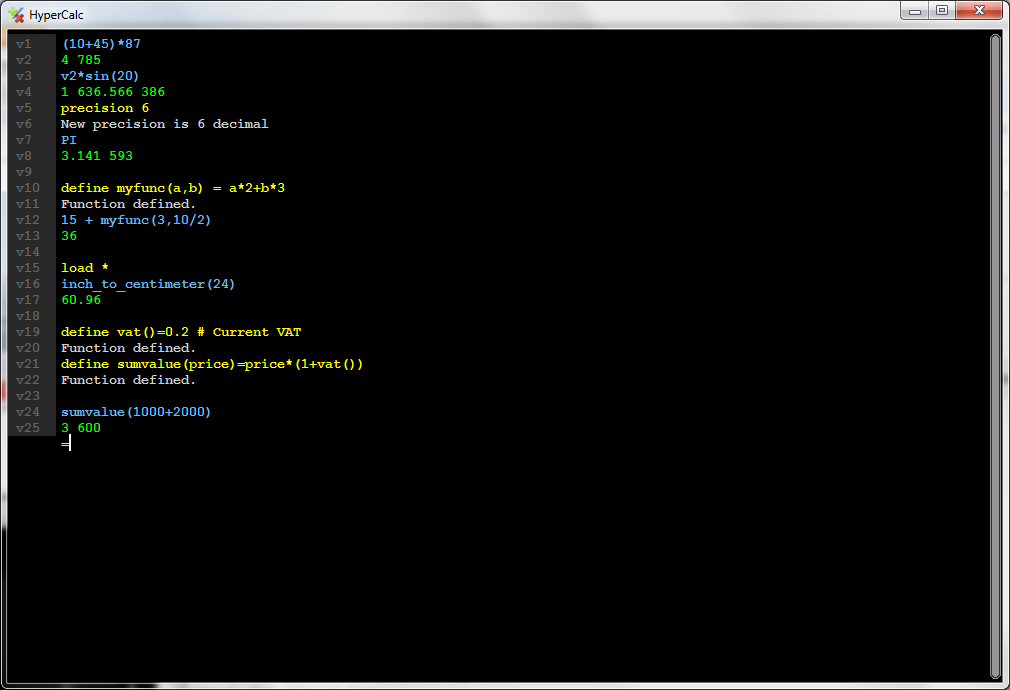 HyperCalc
v1 (10+45)*87
v2 4 785
v3 v2*sin(20)
v4 1 636.566 386
v5 precision 6
v6 New precision is 6 decimal
v7 PI
v8 3.141 593
v9
v10 define myfunc(a,b) = a*2+b*3
v11 Function defined.
v12 15 + myfunc(3,10/2)
v13 36
v14
v15 load *
v16 inch_to_centimeter(24)
v17 60.96
v18
v19 define vat()=0.2 # Current VAT
v20 Function defined.
v21 define sumvalue(price)=price*(1+vat())
v22 Function defined.
v23
v24 sumvalue(1000+2000)
v25 3 600
=